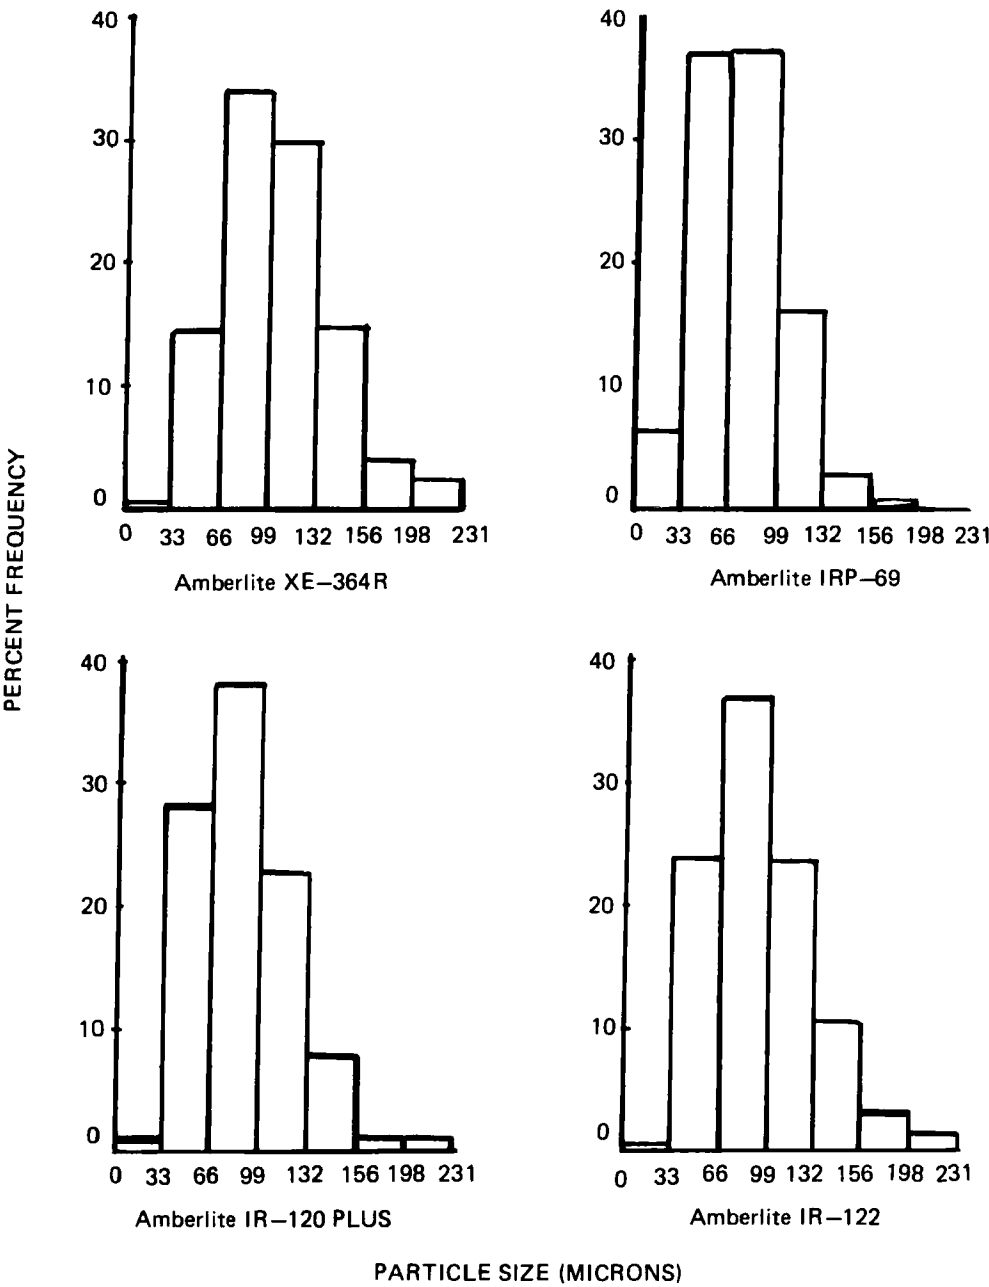 PERCENT FREQUENCY
40
30
20
10
0
0 33 66 99 132 156 198 231
Amberlite XE–364R
40
30
20
10
0
0 33 66 99 132 156 198 231
Amberlite IRP–69
40
30
20
10
0
0 33 66 99 132 156 198 231
Amberlite IR–120 PLUS
40
30
20
10
0
0 33 66 99 132 156 198 231
Amberlite IR–122
PARTICLE SIZE (MICRONS)